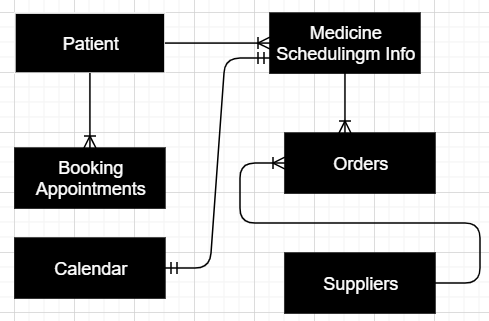 Patient
Medicine
Schedulingm Info
Booking
Appointments
Orders
Calendar
Suppliers